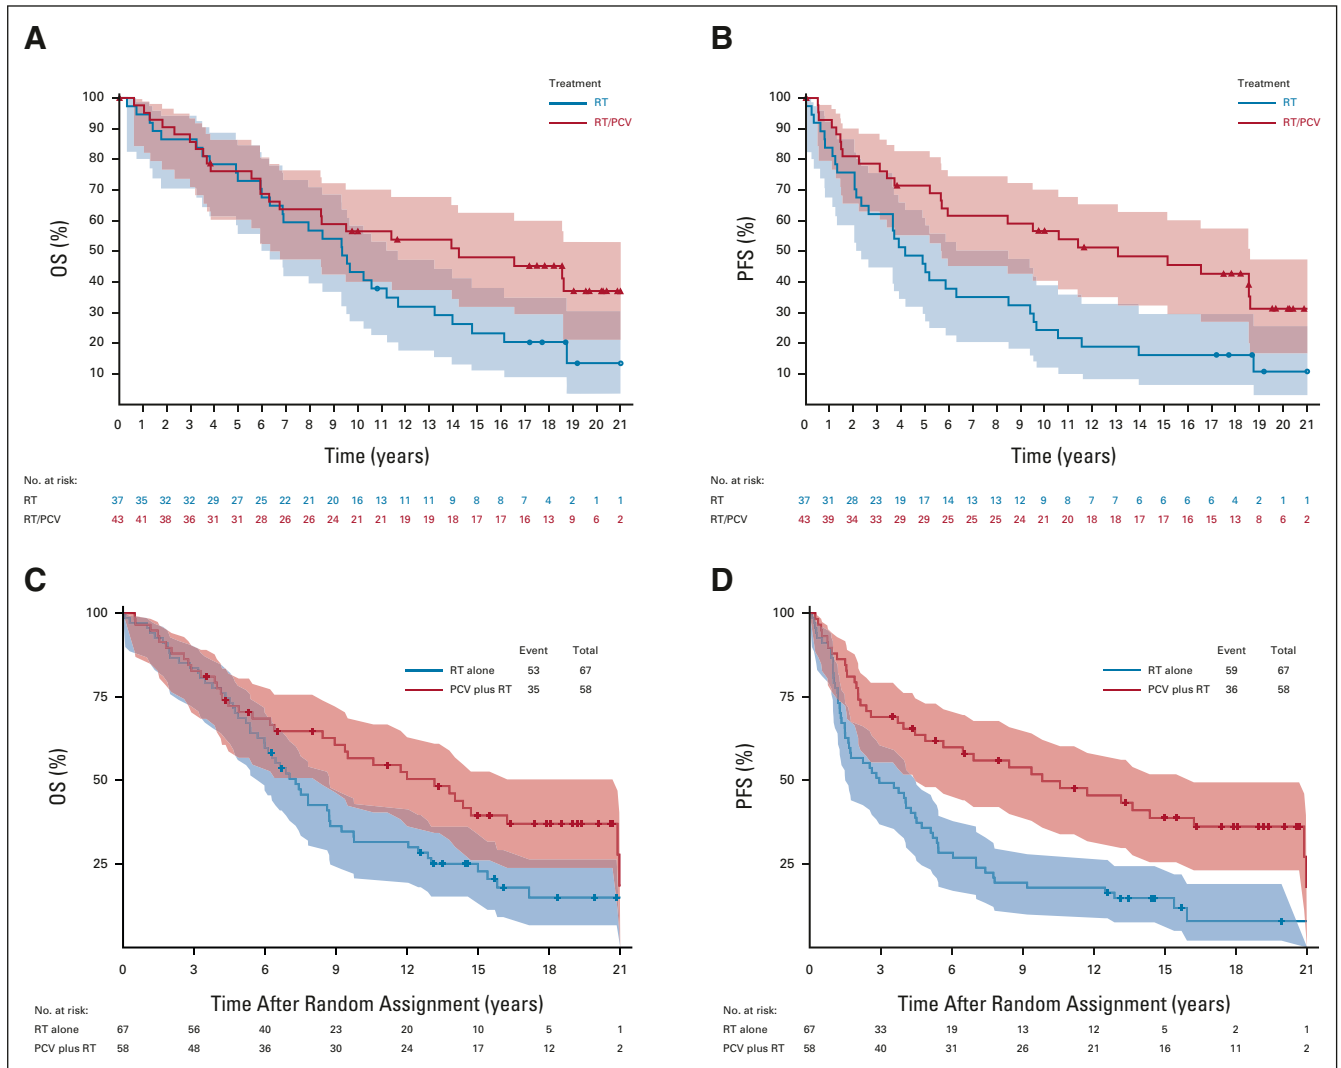 A
Treatment
RT
RT/PCV
OS (%)
100
90
80
70
60
50
40
30
20
10
0 1 2 3 4 5 6 7 8 9 10 11 12 13 14 15 16 17 18 19 20 21
Time (years)
No. at risk:
RT 37 35 32 32 29 27 25 22 21 20 16 13 11 11 9 8 8 7 4 2 1 1
RT/PCV 43 41 38 36 31 31 28 26 26 24 21 21 19 19 18 17 17 16 13 9 6 2
B
Treatment
RT
RT/PCV
PFS (%)
100
90
80
70
60
50
40
30
20
10
0 1 2 3 4 5 6 7 8 9 10 11 12 13 14 15 16 17 18 19 20 21
Time (years)
No. at risk:
RT 37 31 28 23 19 17 14 13 13 12 9 8 7 7 6 6 6 6 4 2 1 1
RT/PCV 43 39 34 33 29 29 25 25 25 24 21 20 18 18 17 17 16 15 13 8 6 2
C
Event Total
RT alone 53 67
PCV plus RT 35 58
OS (%)
100
75
50
25
0 3 6 9 12 15 18 21
Time After Random Assignment (years)
No. at risk:
RT alone 67 56 40 23 20 10 5 1
PCV plus RT 58 48 36 30 24 17 12 2
D
Event Total
RT alone 59 67
PCV plus RT 36 58
PFS (%)
100
75
50
25
0 3 6 9 12 15 18 21
Time After Random Assignment (years)
No. at risk:
RT alone 67 33 19 13 12 5 2 1
PCV plus RT 58 40 31 26 21 16 11 2